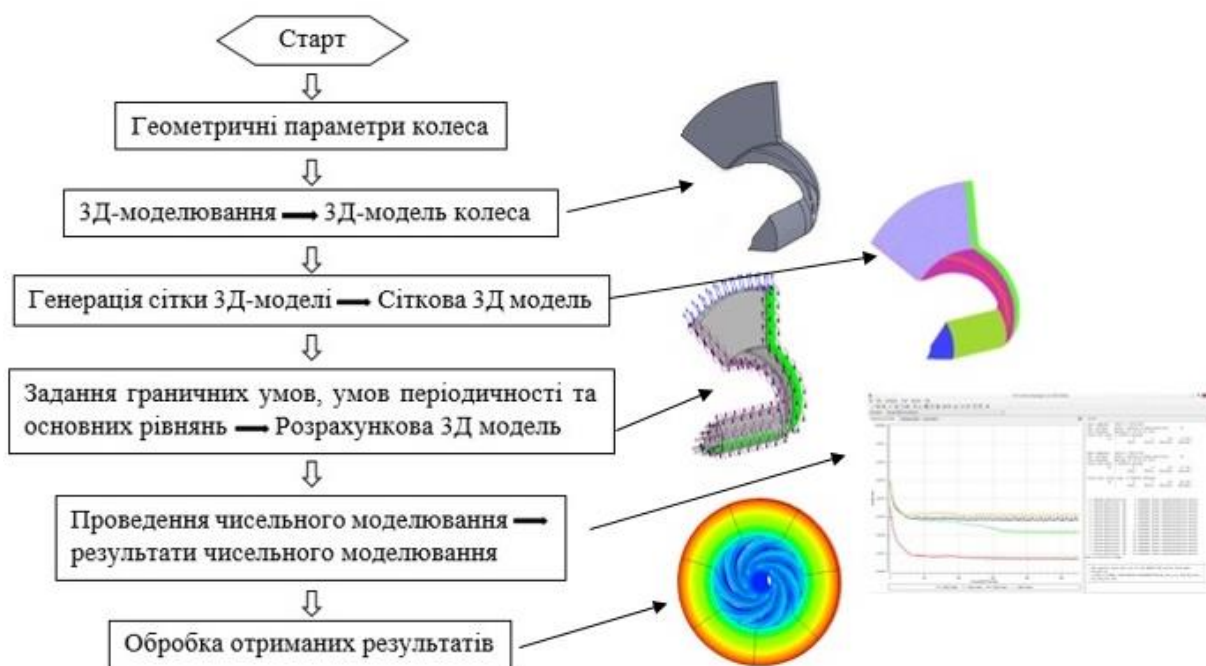 Старт
Геометричні параметри колеса
3Д-моделювання 3Д-модель колеса
Генерація сітки 3Д-моделі Сіткова 3Д модель
Задання граничних умов, умов періодичності та
основних рівнянь Розрахункова 3Д модель
Проведення чисельного моделювання
результати чисельного моделювання
Обробка отриманих результатів